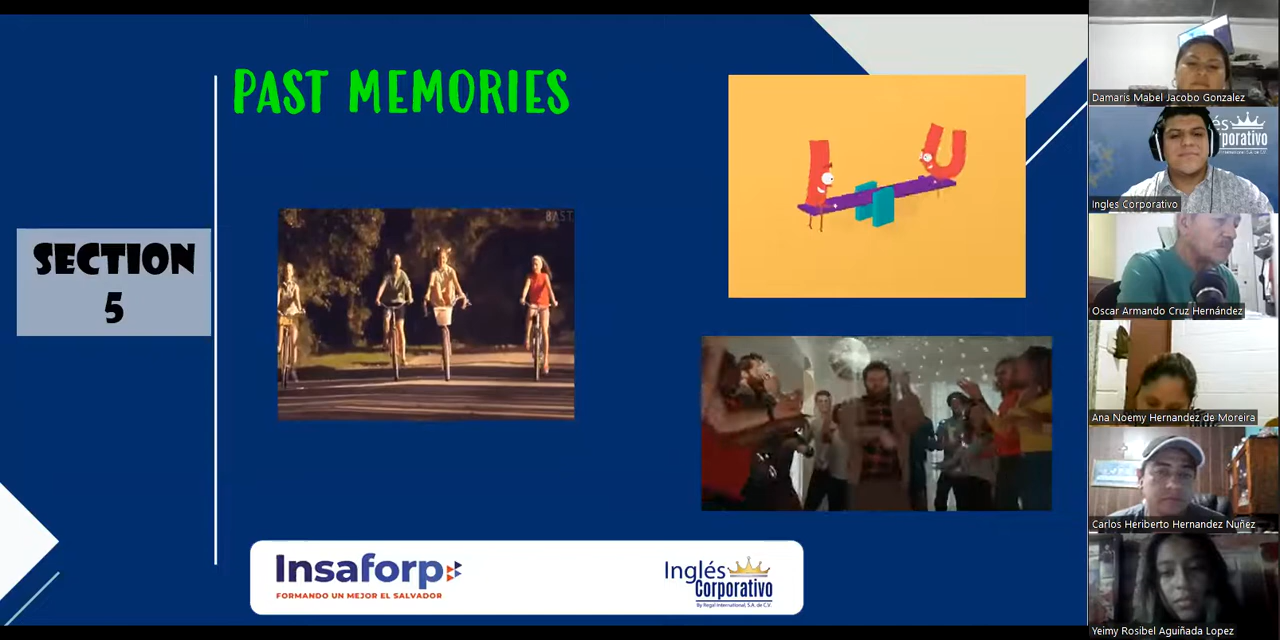 PAST MEMORIES
SECTION
5
Insaforp
FORMANDO UN MEJOR EL SALVADOR
Inglés
Corporativo
By Regal International, S.A. de C.V.
Damaris Mabel Jacobo Gonzalez
Ingles Corporativo
Oscar Armando Cruz Hernández
Ana Noemy Hernandez de Moreira
Carlos Heriberto Hernandez Nuñez
Yeimy Rosibel Aguiñada Lopez